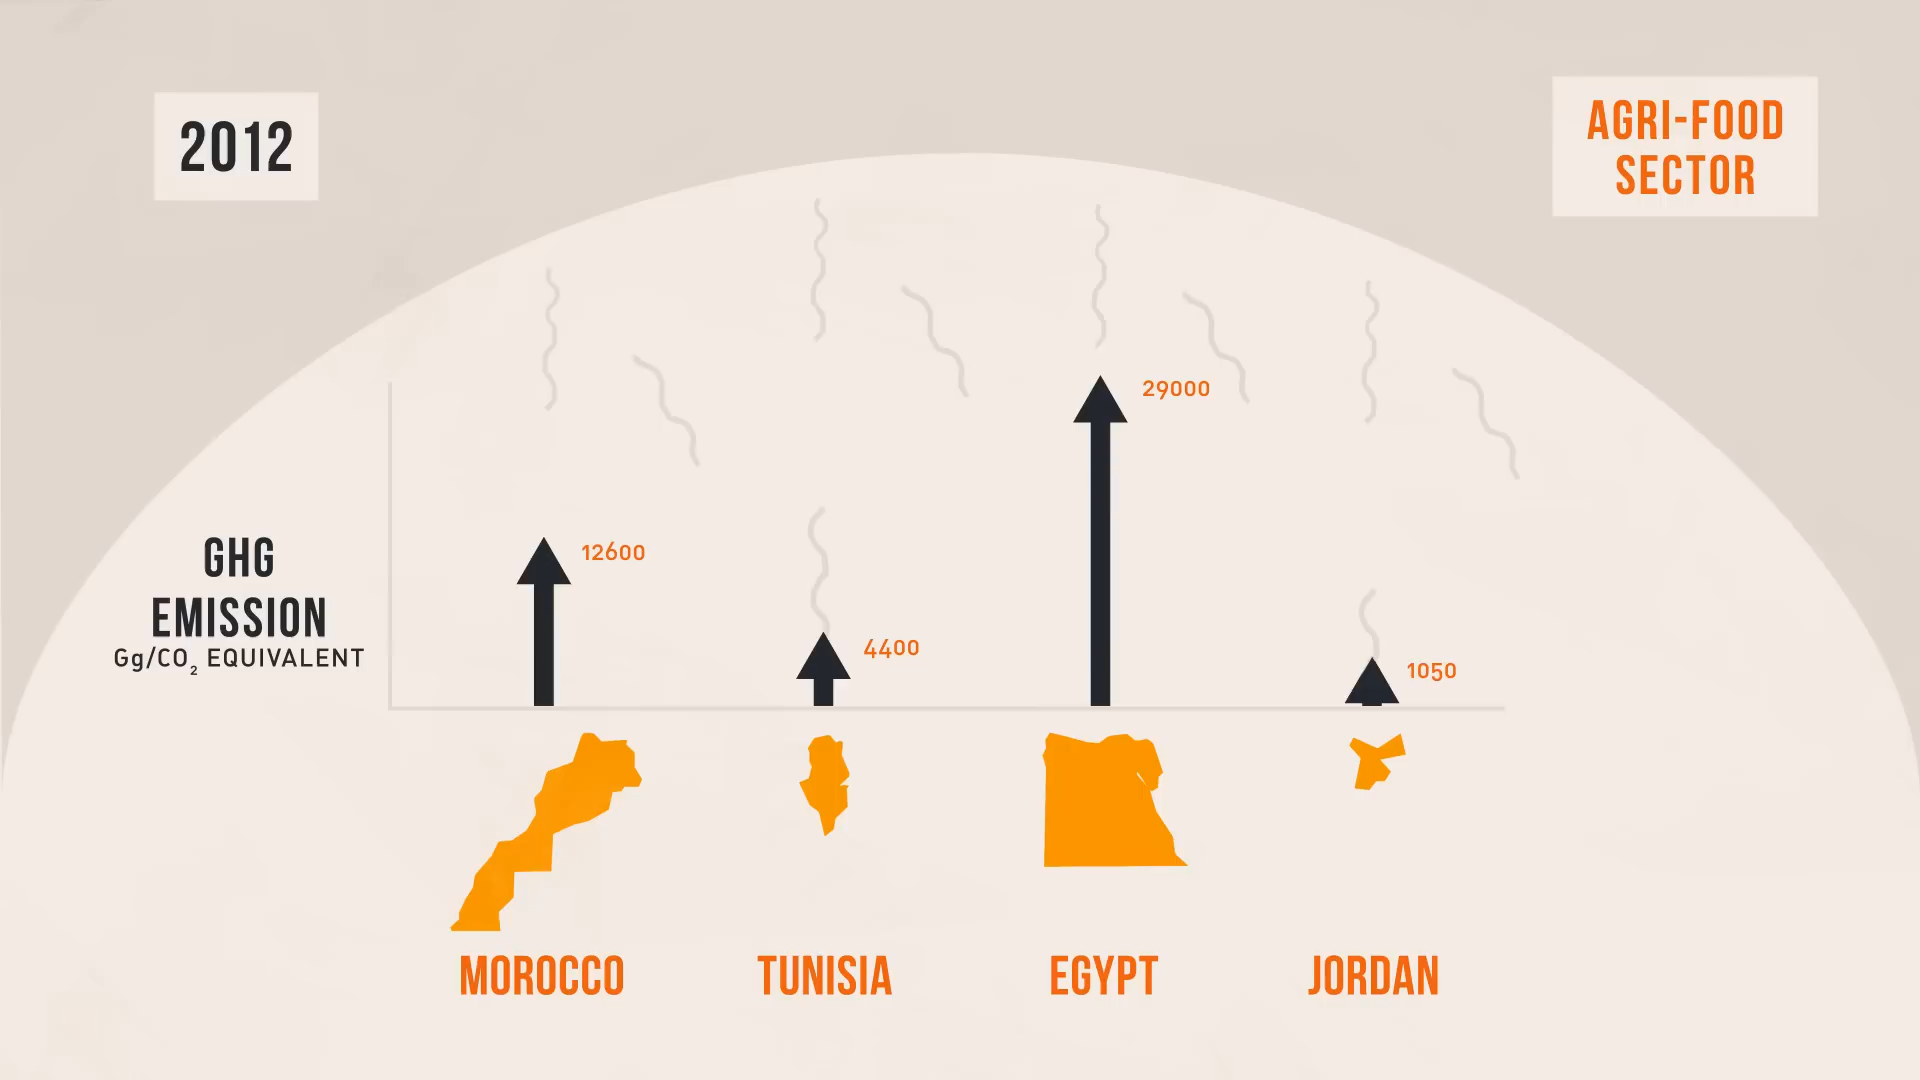 2012
AGRI-FOOD
SECTOR
29000
12600
GHG
EMISSION
Gg/CO₂ EQUIVALENT
4400
1050
MOROCCO
TUNISIA
EGYPT
JORDAN